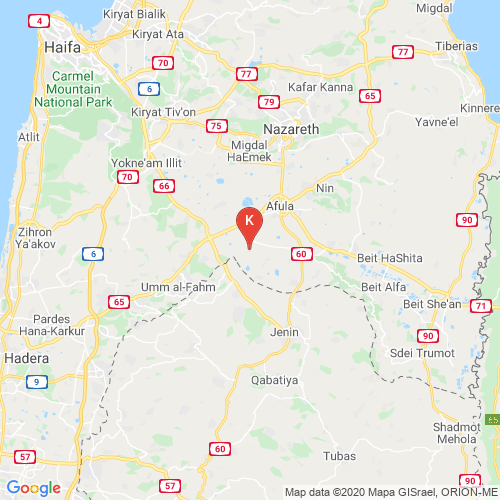 Kiryat Bialik
Migdal
4
Haifa
Kiryat Ata
77
Tiberias
70
77
Carmel
Mountain
National Park
6
Kafar Kanna
65
79
Kinnere
Kiryat Tiv'on
75
Nazareth
Yavne'el
Atlit
Migdal
HaEmek
Yokne'am Illit
70
66
Nin
Afula
90
K
Zihron
Ya'akov
6
60
Beit HaShita
Umm al-Fahm
Beit Alfa
65
Beit She'an
71
Pardes
Hana-Karkur
Jenin
90
Hadera
Sdei Trumot
9
Qabatiya
Shadmot
Mehola
65
57
60
Tubas
57
90
Google
Map data ©2020 Mapa GISrael, ORION-ME